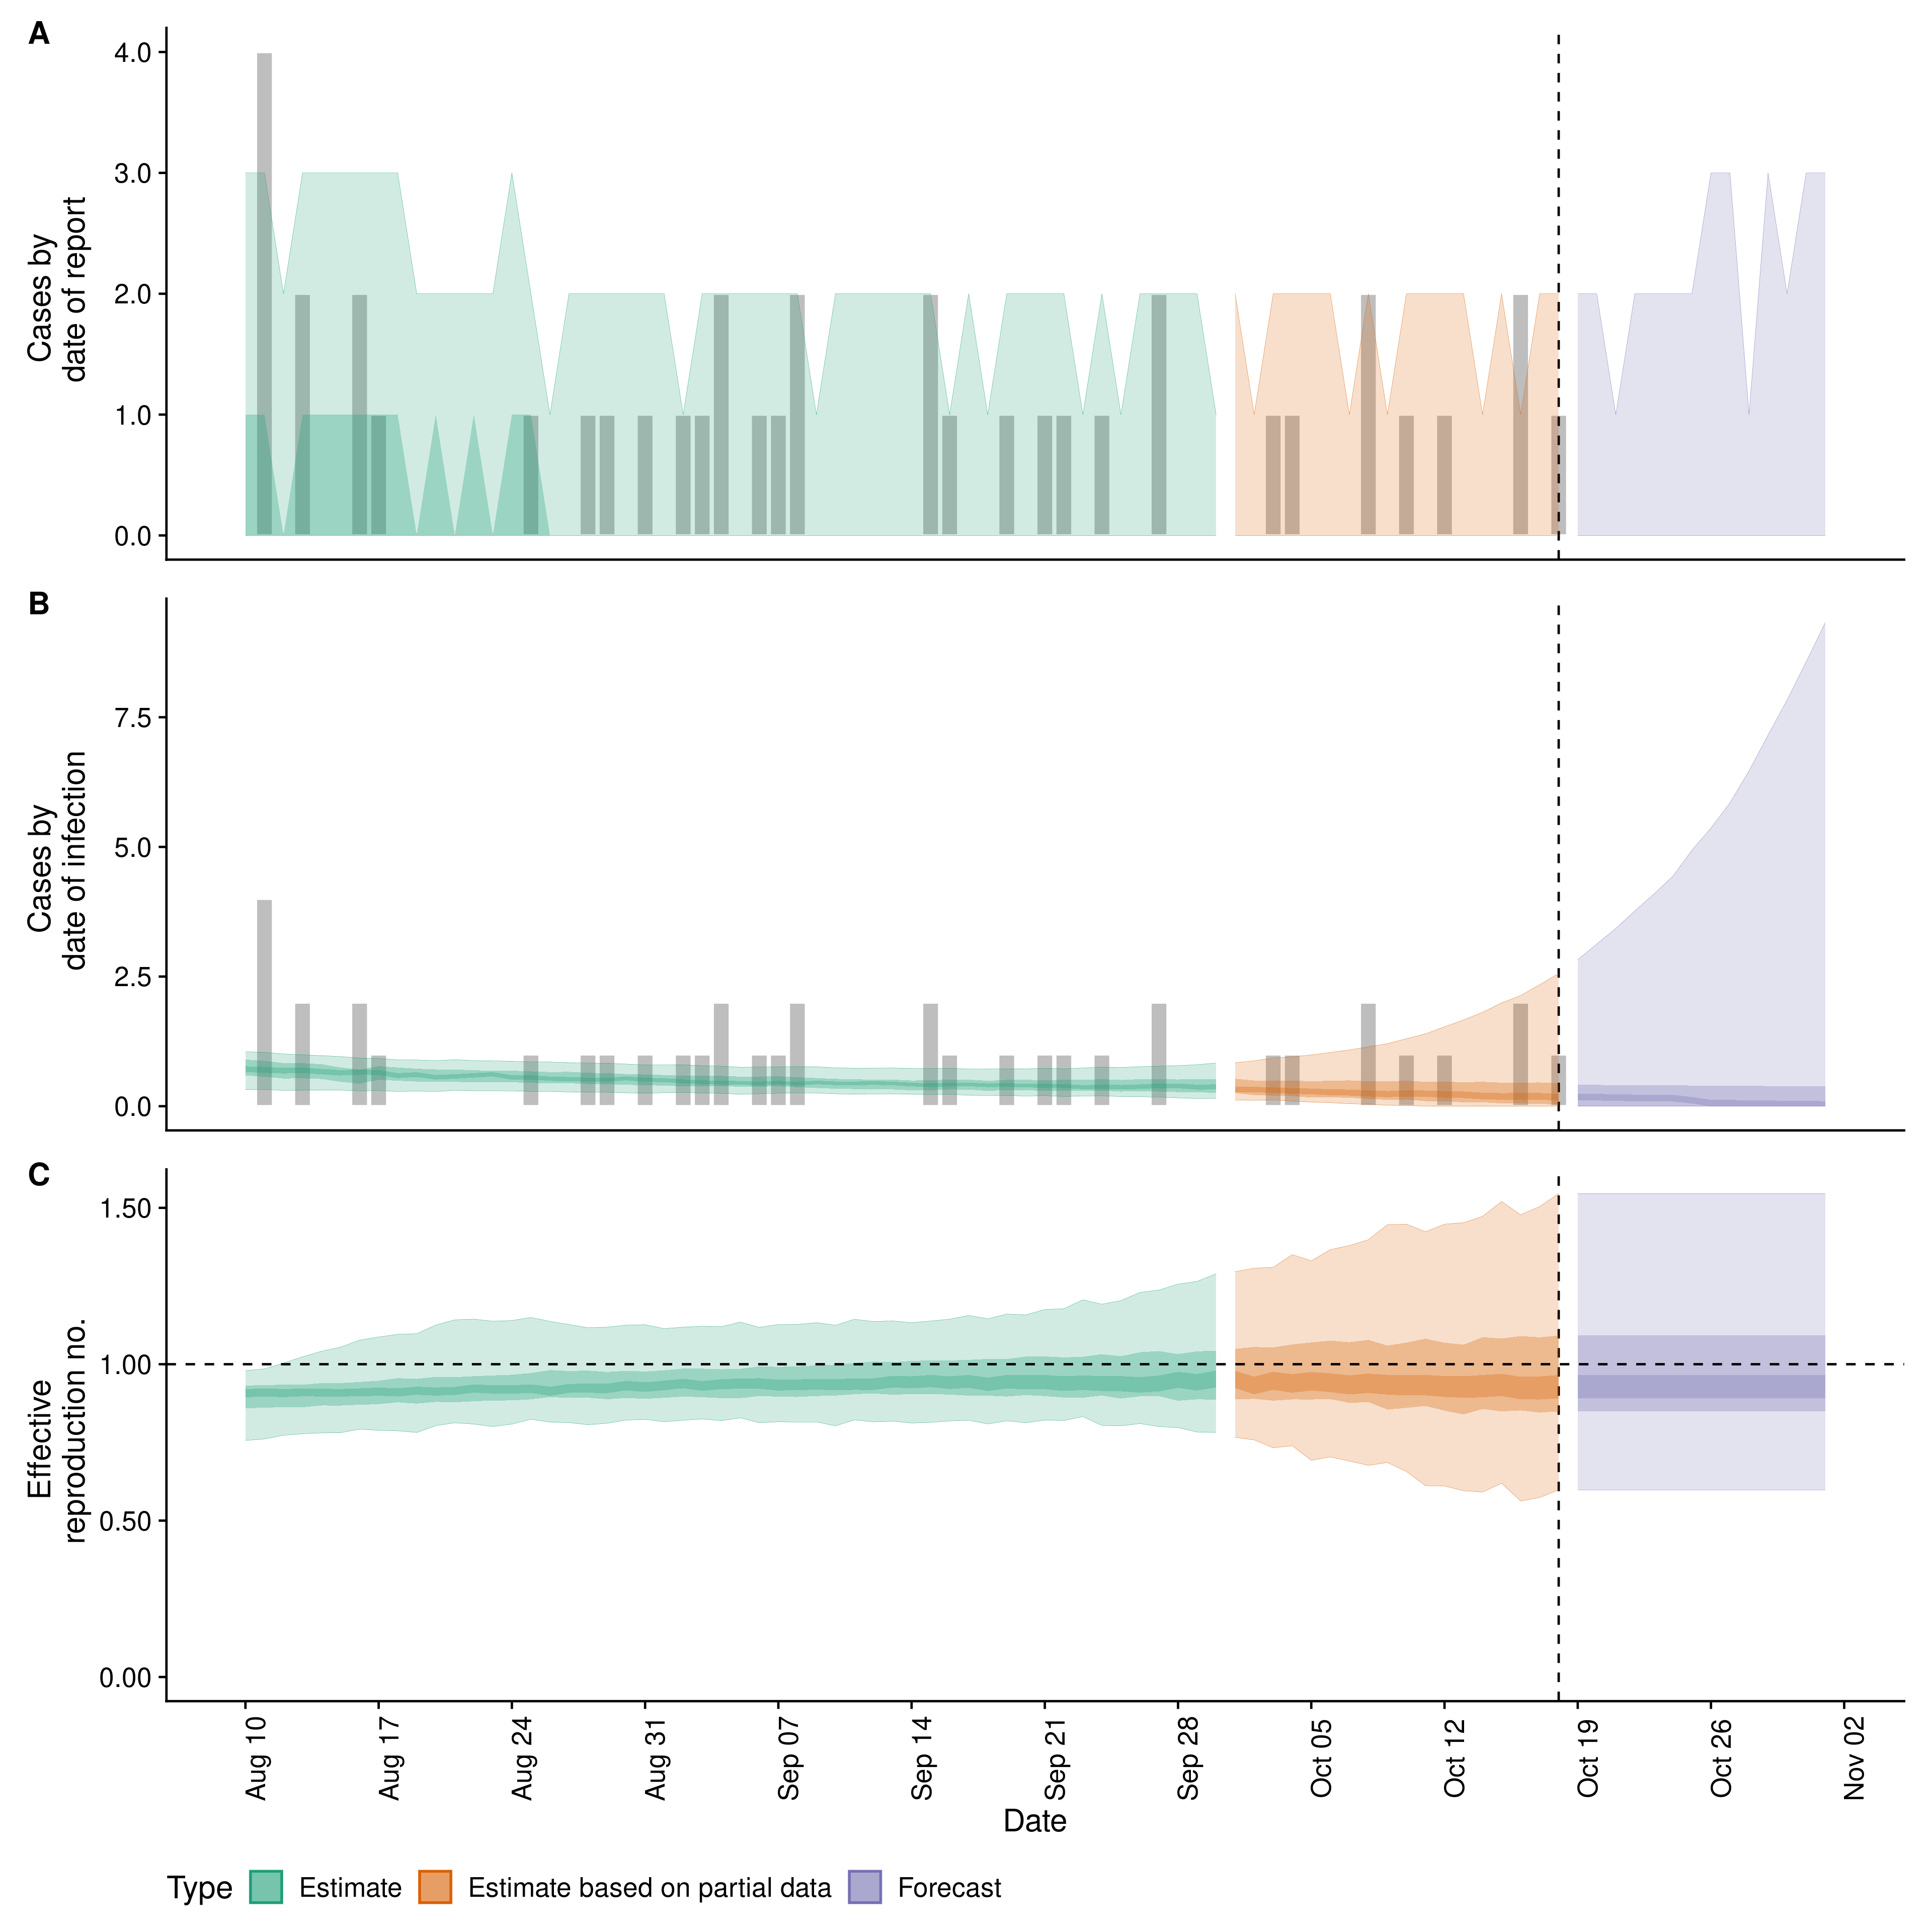 A
Cases by
date of report
4.0
3.0
2.0
1.0
0.0
B
Cases by
date of infection
7.5
5.0
2.5
0.0
C
Effective
reproduction no.
1.50
1.00
0.50
0.00
Aug 10
Aug 17
Aug 24
Aug 31
Sep 07
Sep 14
Sep 21
Sep 28
Oct 05
Oct 12
Oct 19
Oct 26
Nov 02
Date
Type Estimate Estimate based on partial data Forecast